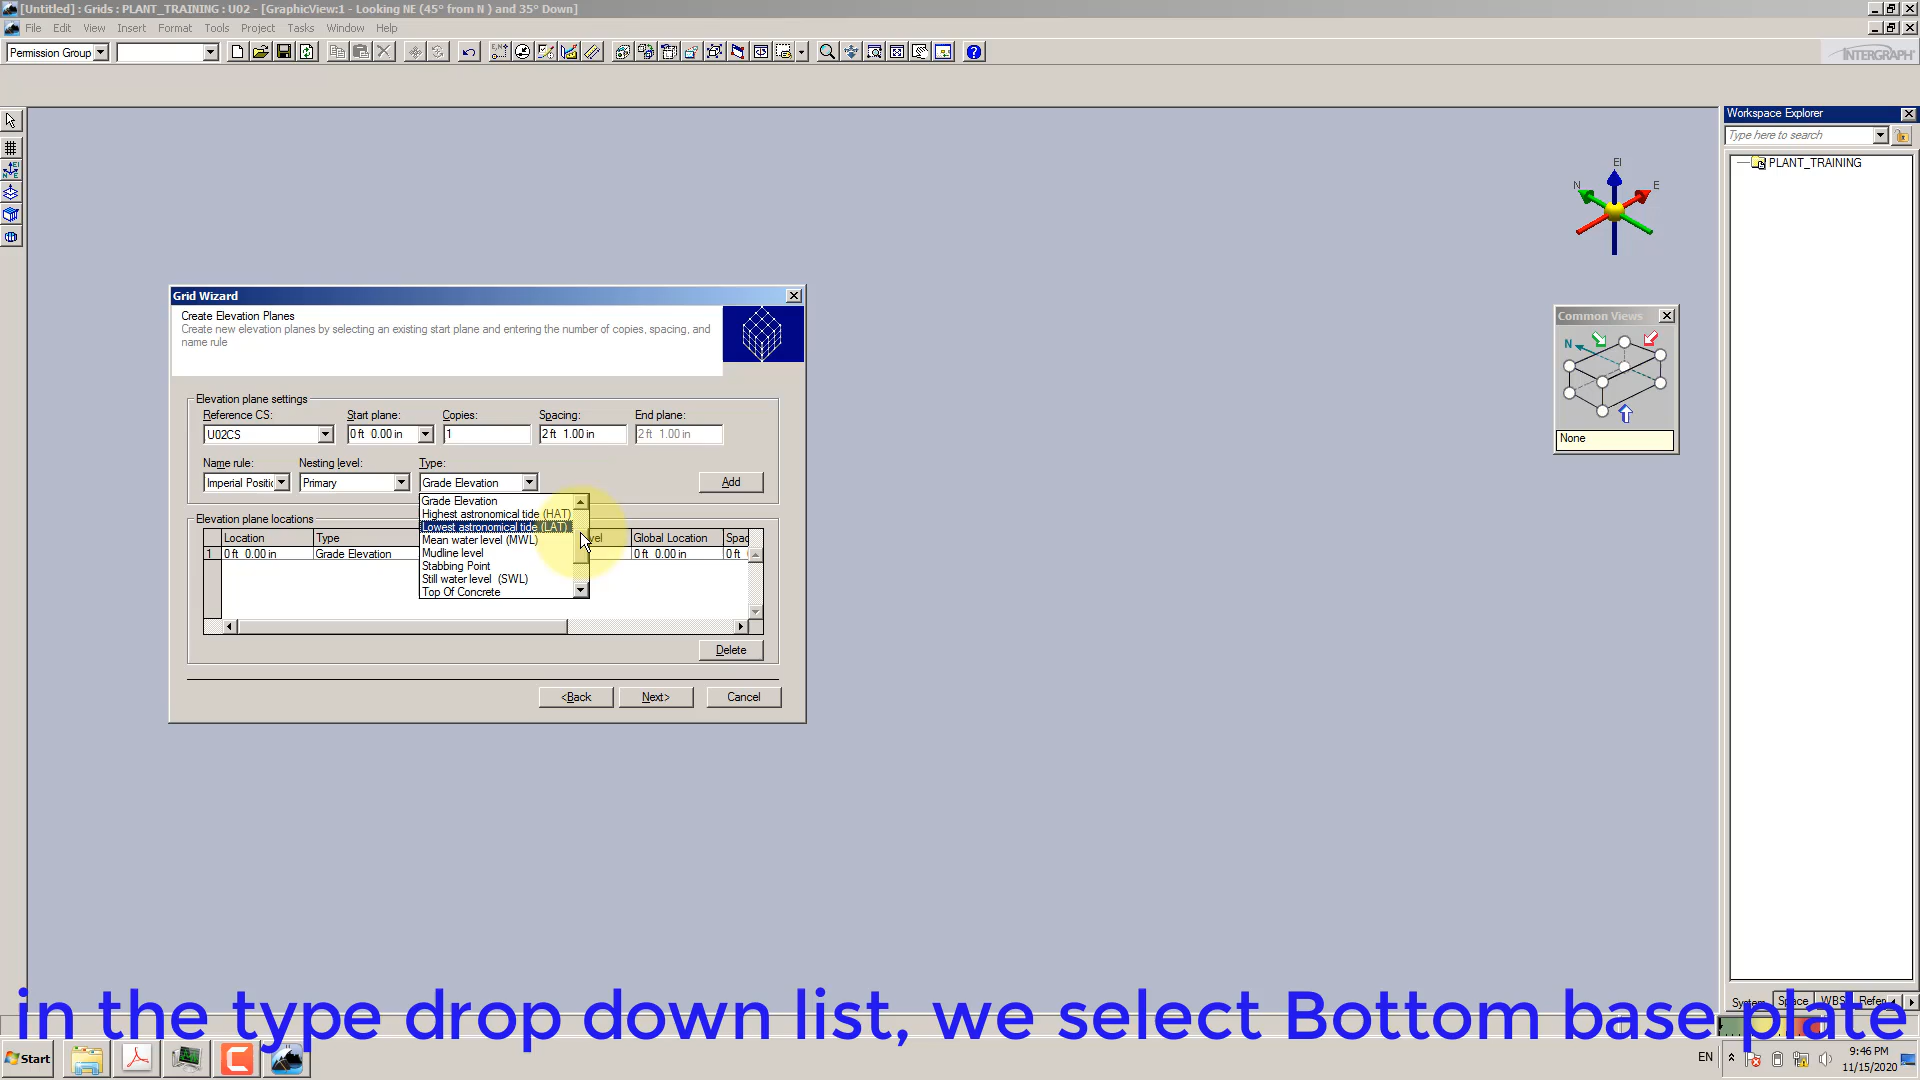 [Untitled] : Grids : PLANT_TRAINING : U02 - [GraphicView:1 - Looking NE (45° from N ) and 35° Down]
File Edit View Insert Format Project Tools Tasks Window Help
Permission Group
INTERGRAPH
Workspace Explorer
Type here to search
PLANT_TRAINING
El
N
E
Grid Wizard
Create Elevation Planes
Create new elevation planes by selecting an existing start plane and entering the number of copies, spacing, and
name rule
Common Views
N
None
Elevation plane settings
Reference CS: Start plane: Copies: Spacing: End plane:
U02CS 0 ft 0.00 in 1 2 ft 1.00 in 2 ft 1.00 in
Name rule: Nesting level: Type:
Imperial Positic Primary Grade Elevation Add
Grade Elevation
Highest astronomical tide (HAT)
Lowest astronomical tide (LAT)
Mean water level (MWL)
Mudline level
Stabbing Point
Still water level (SWL)
Top Of Concrete
Elevation plane locations
Location Type vel Global Location Spac
1 0 ft 0.00 in Grade Elevation 0 ft 0.00 in 0 ft
Delete
<Back Next> Cancel
System Space WBS Refer
in the type drop down list, we select Bottom base plate
Start
EN
9:46 PM
11/15/2020